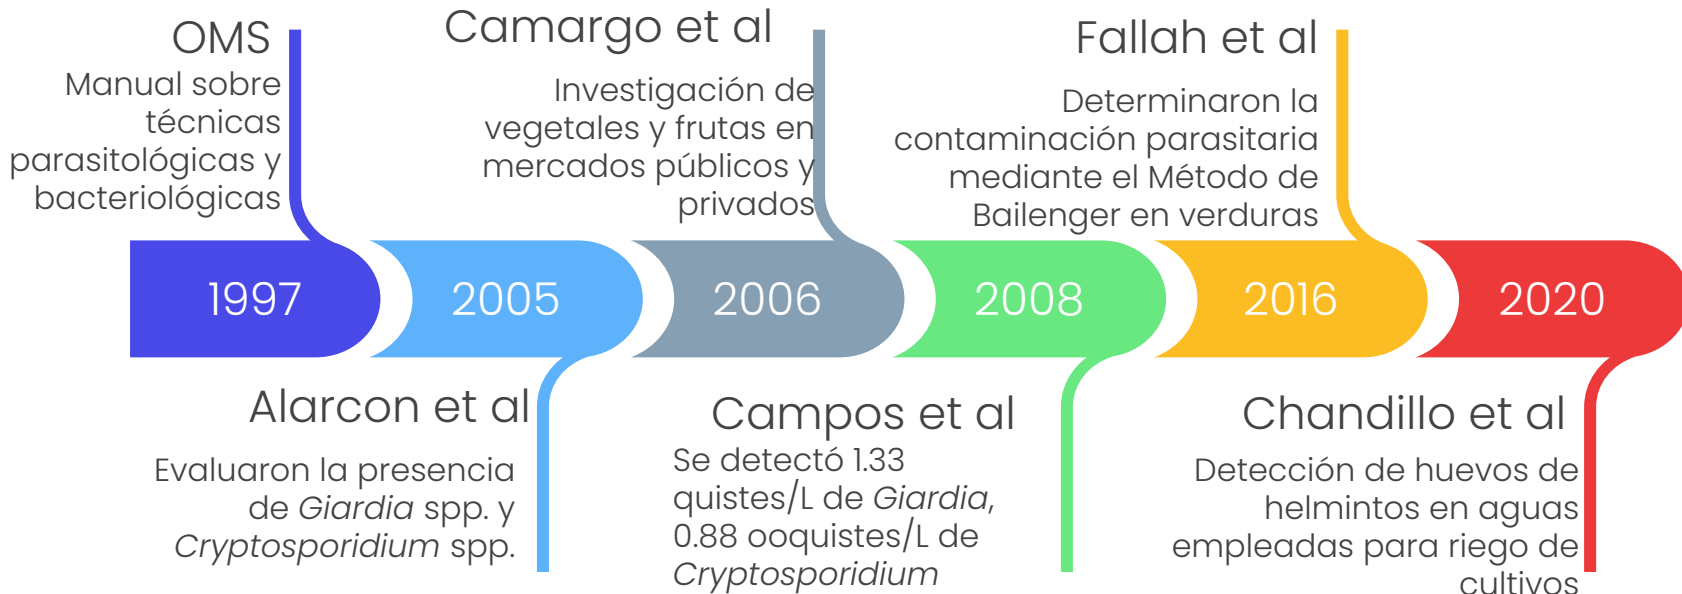 OMS
Manual sobre
técnicas
parasitológicas y
bacteriológicas
Camargo et al
Investigación de
vegetales y frutas en
mercados públicos y
privados
Fallah et al
Determinaron la
contaminación parasitaria
mediante el Método de
Bailenger en verduras
1997
2005
2006
2008
2016
2020
Alarcon et al
Evaluaron la presencia
de Giardia spp. y
Cryptosporidium spp.
Campos et al
Se detectó 1.33
quistes/L de Giardia,
0.88 ooquistes/L de
Cryptosporidium
Chandillo et al
Detección de huevos de
helmintos en aguas
empleadas para riego de
cultivos